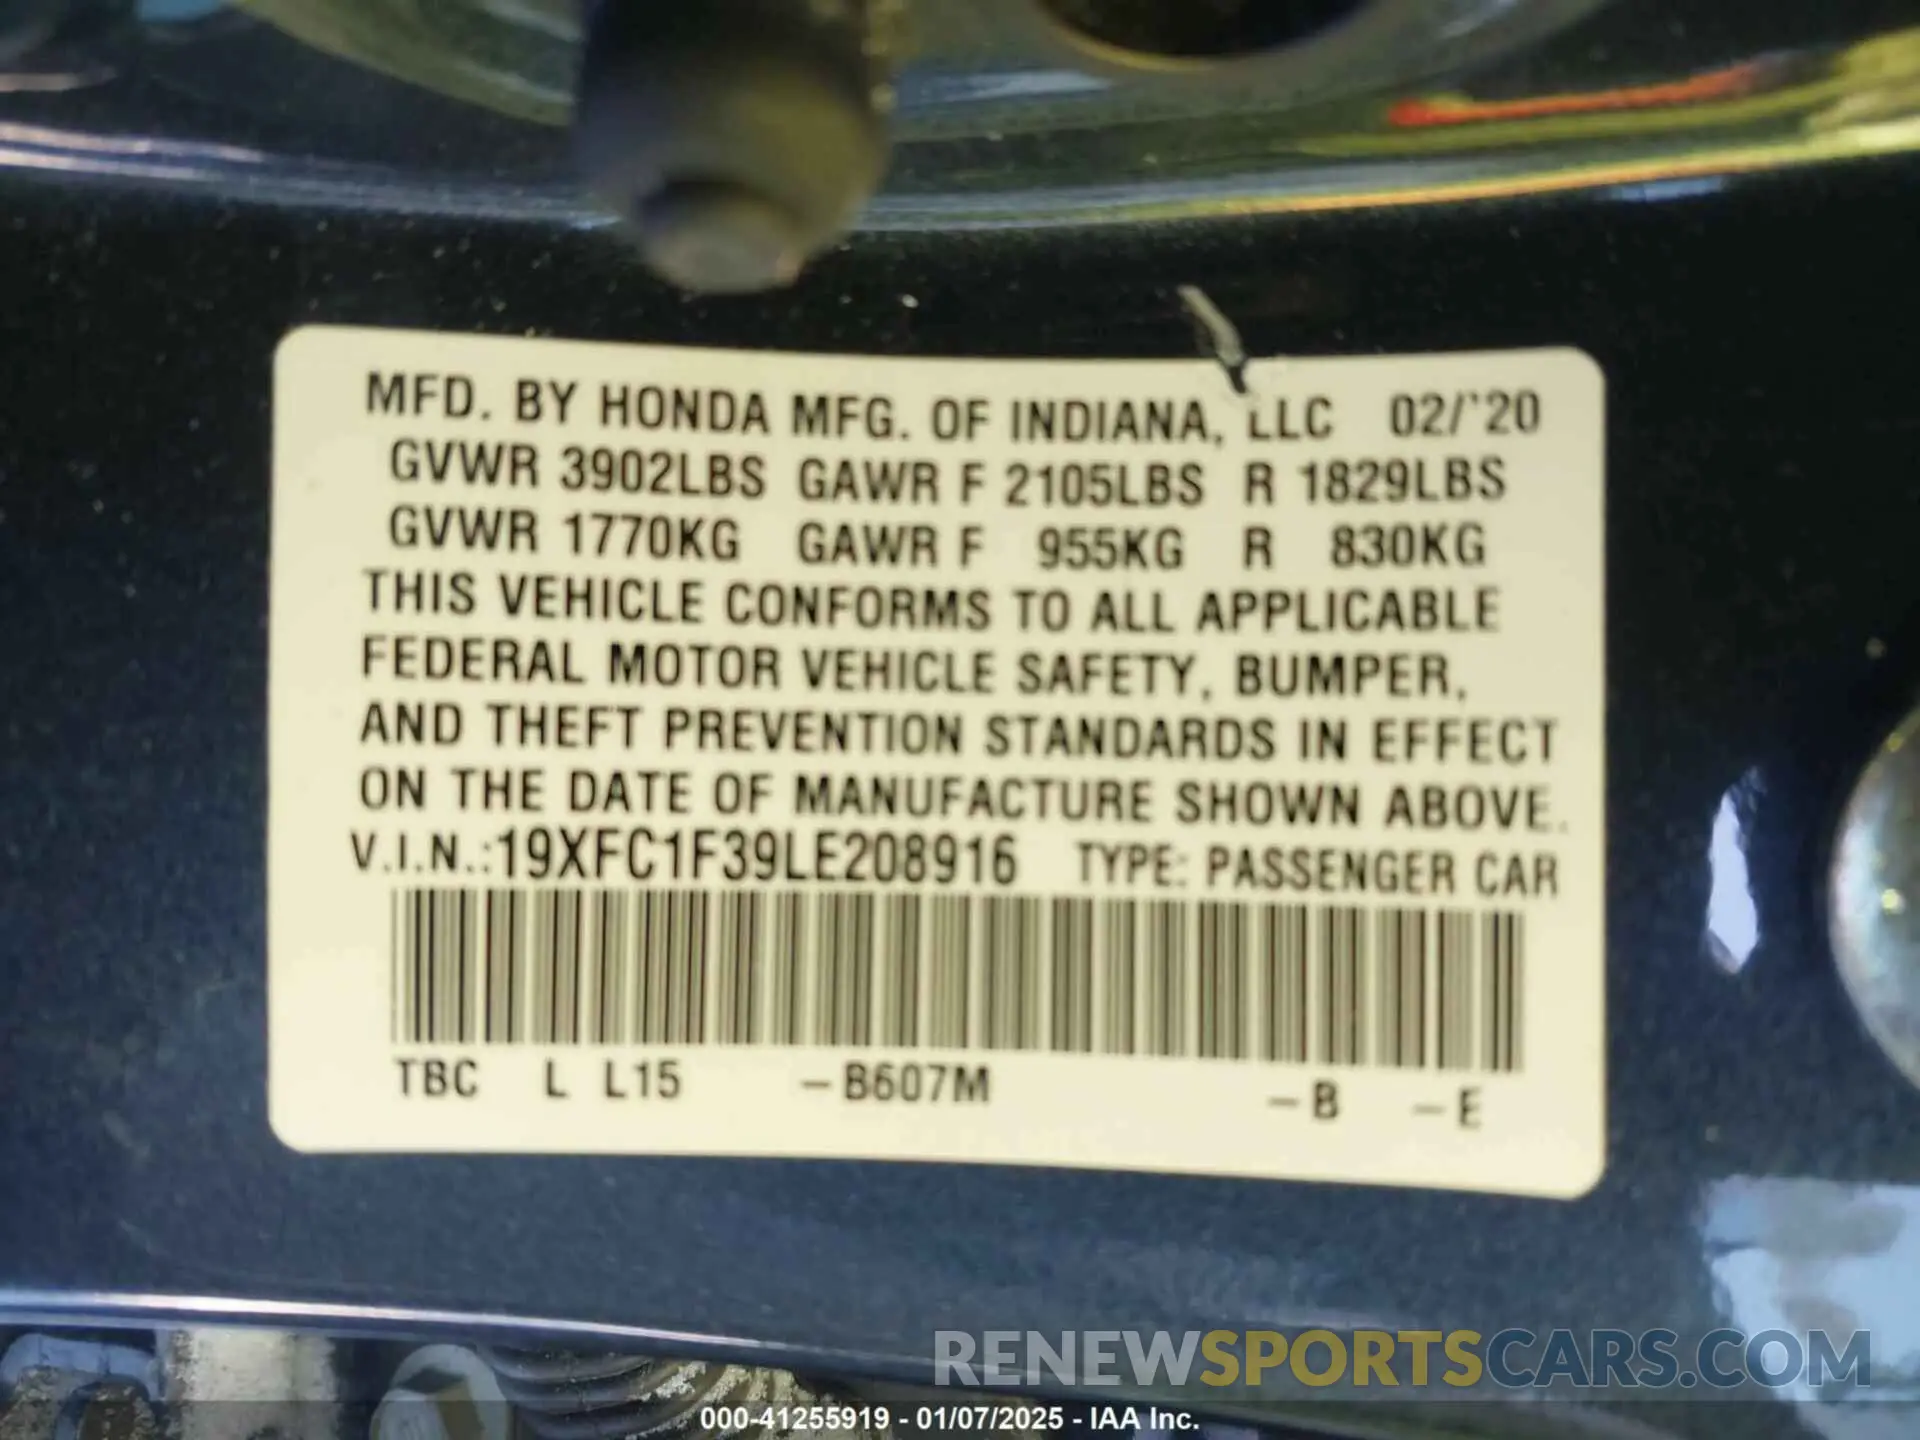 MFD. BY HONDA MFG. OF INDIANA, LLC 02/'20
GVWR 3902LBS GAWR F 2105LBS R 1829LBS
GVWR 1770KG GAWR F 955KG R 830KG
THIS VEHICLE CONFORMS TO ALL APPLICABLE
FEDERAL MOTOR VEHICLE SAFETY, BUMPER,
AND THEFT PREVENTION STANDARDS IN EFFECT
ON THE DATE OF MANUFACTURE SHOWN ABOVE.
V.I.N.:19XFC1F39LE208916 TYPE: PASSENGER CAR
TBC L L15 -B607M -B -E
RENEWSPORTSCARS.COM
000-41255919 - 01/07/2025 - IAA Inc.